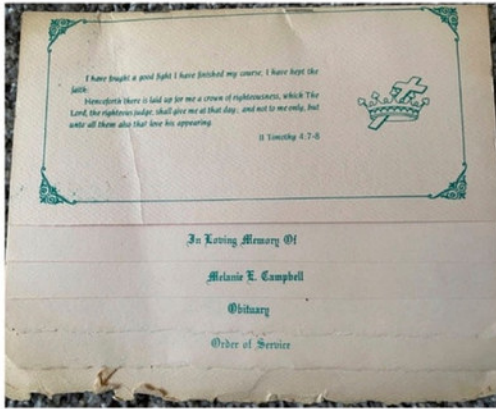 I have fought a good fight I have finished my course, I have kept the
faith:
Henceforth there is laid up for me a crown of righteousness, which The
Lord, the righteous judge, shall give me at that day; and not to me only, but
unto all them also that love his appearing.
II Timothy 4:7-8
In Loving Memory Of
Melanie E. Campbell
Obituary
Order of Service